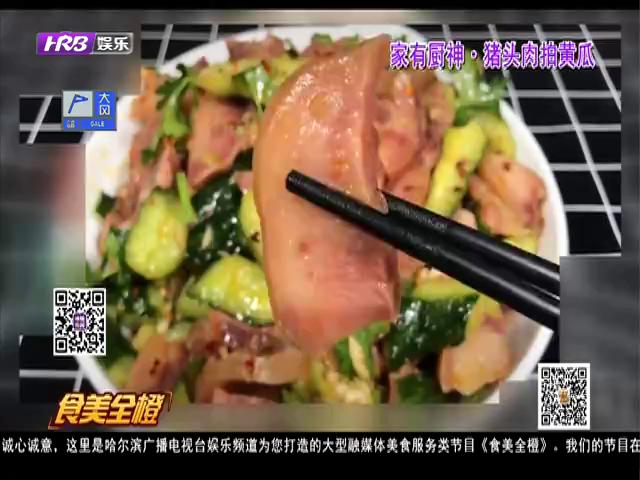 HRB 娱乐
家有厨神·猪头肉拍黄瓜
大风
GALE
食美全橙
诚心诚意，这里是哈尔滨广播电视台娱乐频道为您打造的大型融媒体美食服务类节目《食美全橙》。我们的节目在